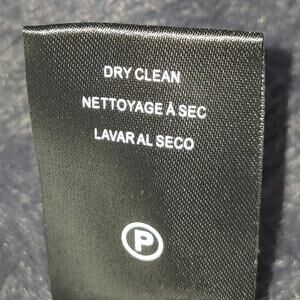 DRY CLEAN
NETTOYAGE À SEC
LAVAR AL SECO
P